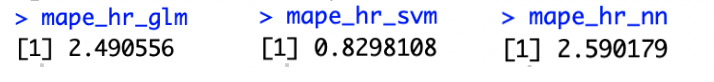 > mape_hr_glm
[1] 2.490556
> mape_hr_svm
[1] 0.8298108
> mape_hr_nn
[1] 2.590179